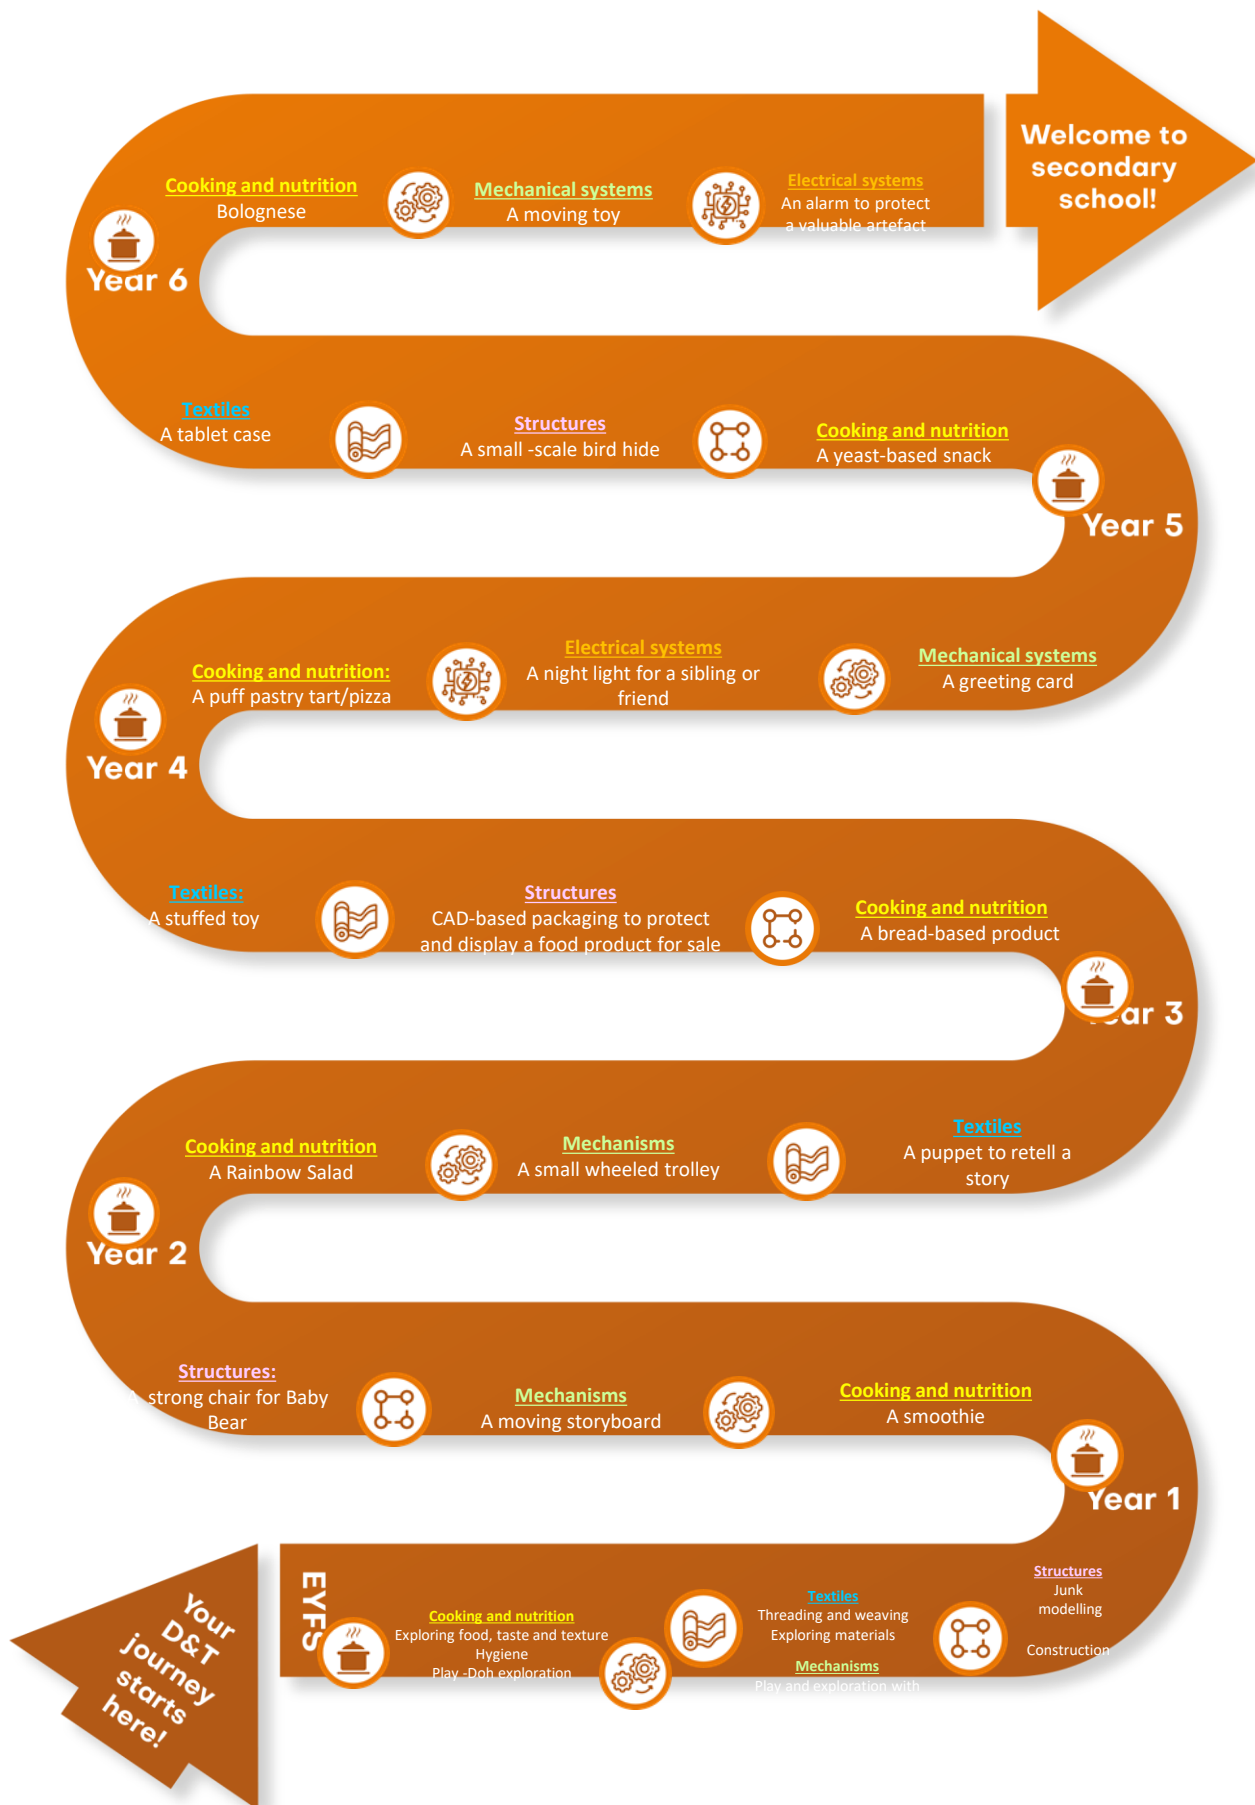 Welcome to
secondary
school!
Cooking and nutrition
Bolognese
Mechanical systems
A moving toy
Electrical systems
An alarm to protect
a valuable artefact
Year 6
Textiles
A tablet case
Structures
A small -scale bird hide
Cooking and nutrition
A yeast-based snack
Year 5
Cooking and nutrition:
A puff pastry tart/pizza
Electrical systems
A night light for a sibling or
friend
Mechanical systems
A greeting card
Year 4
Textiles:
A stuffed toy
Structures
CAD-based packaging to protect
and display a food product for sale
Cooking and nutrition
A bread-based product
Year 3
Cooking and nutrition
A Rainbow Salad
Mechanisms
A small wheeled trolley
Textiles
A puppet to retell a
story
Year 2
Structures:
A strong chair for Baby
Bear
Mechanisms
A moving storyboard
Cooking and nutrition
A smoothie
Year 1
EYFS
Cooking and nutrition
Exploring food, taste and texture
Hygiene
Play -Doh exploration
Textiles
Threading and weaving
Exploring materials
Mechanisms
Play and exploration with
Structures
Junk
modelling
Construction
Your
D&T
journey
starts
here!